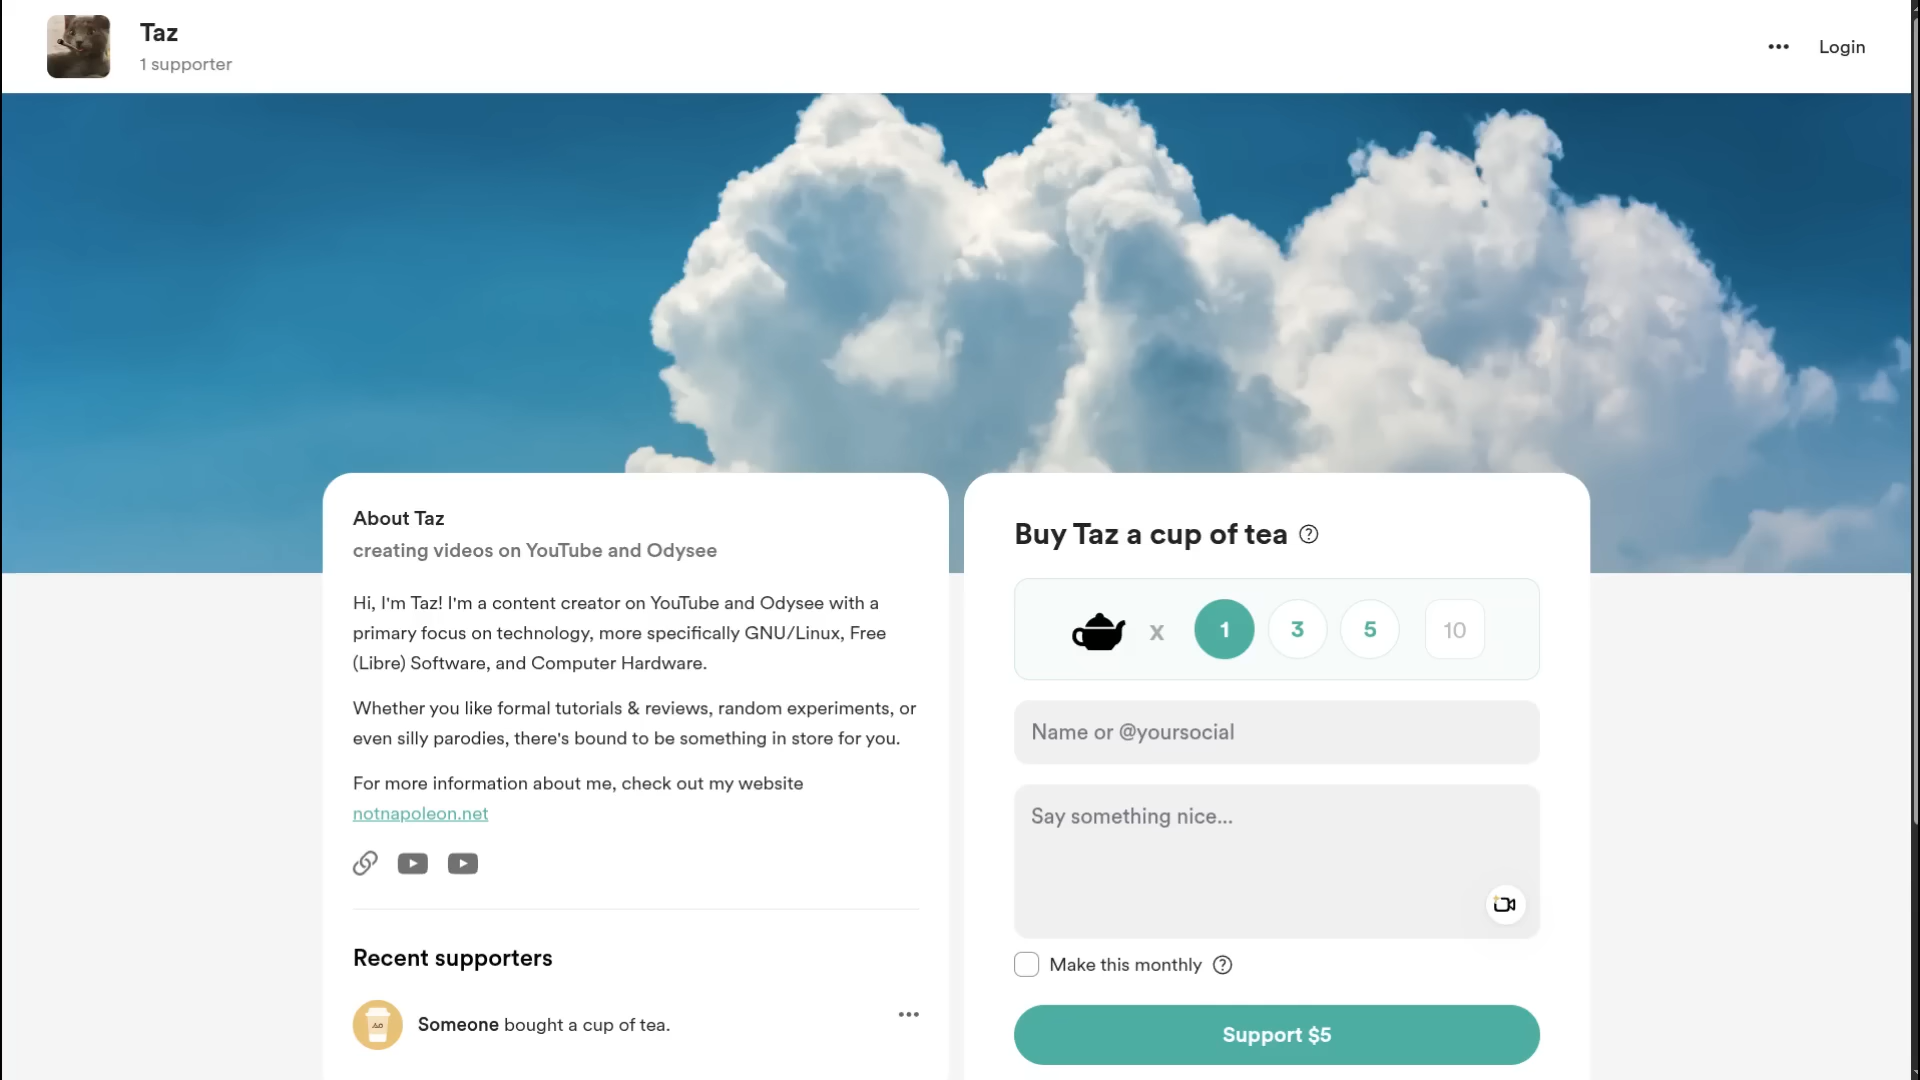 Taz
1 supporter
Login
About Taz
creating videos on YouTube and Odysee
Hi, I'm Taz! I'm a content creator on YouTube and Odysee with a
primary focus on technology, more specifically GNU/Linux, Free
(Libre) Software, and Computer Hardware.
Whether you like formal tutorials & reviews, random experiments, or
even silly parodies, there's bound to be something in store for you.
For more information about me, check out my website
notnapoleon.net
Recent supporters
Someone bought a cup of tea.
Buy Taz a cup of tea
x 1 3 5 10
Name or @yoursocial
Say something nice...
Make this monthly
Support $5